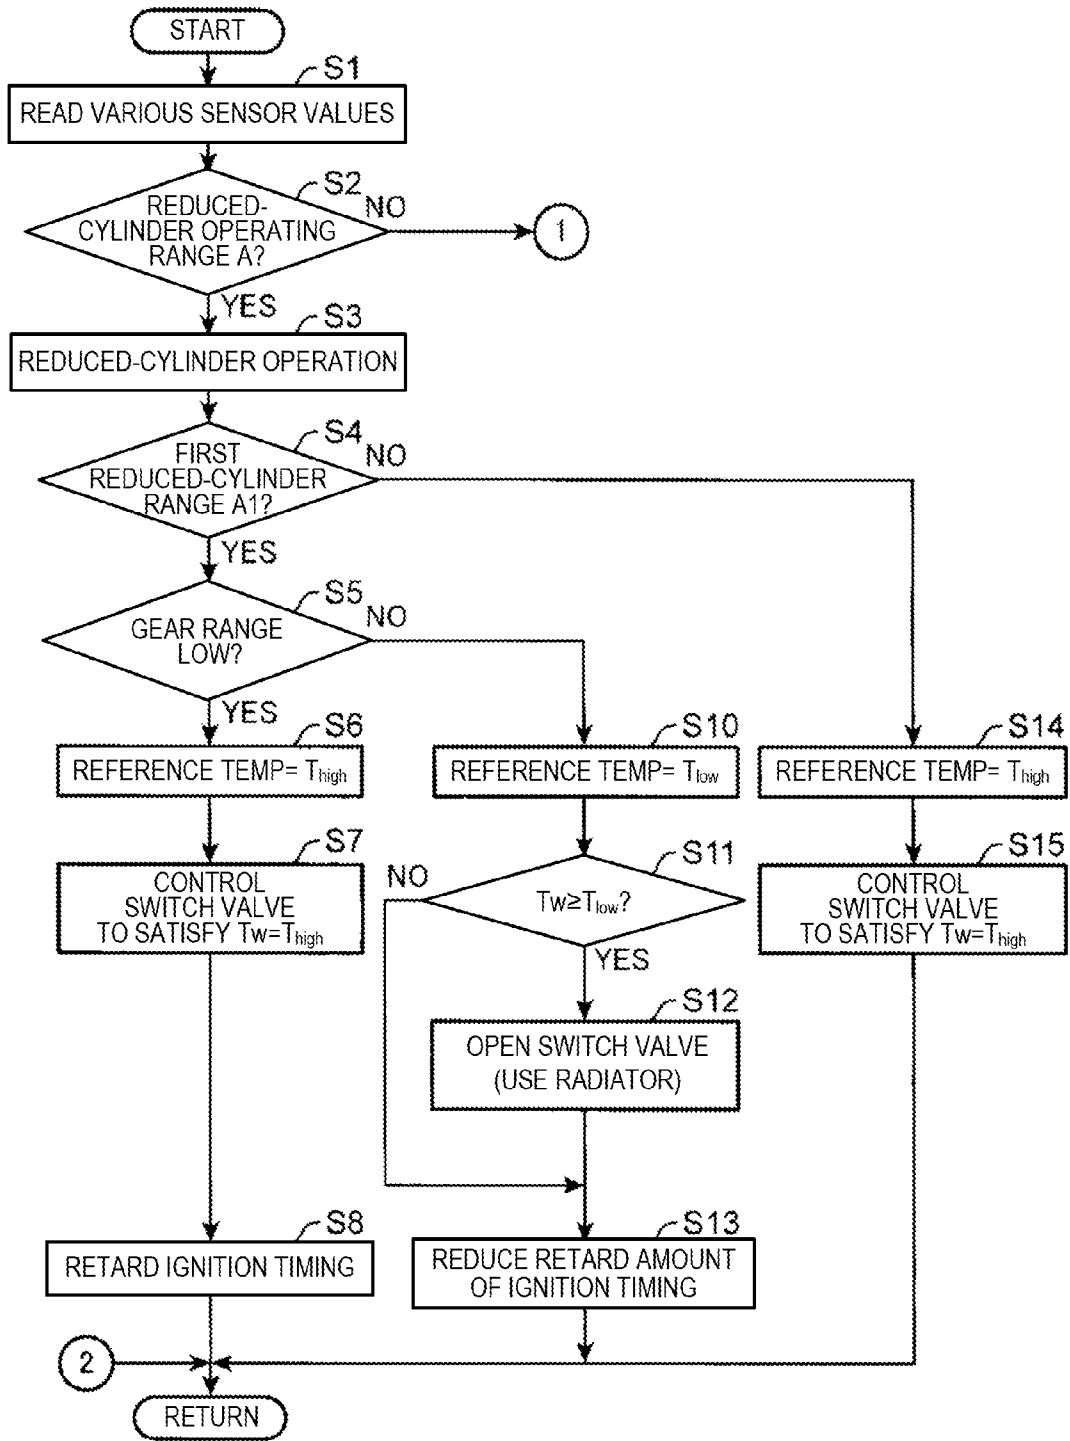 START
S1
READ VARIOUS SENSOR VALUES
S2
REDUCED-
CYLINDER OPERATING
RANGE A?
NO
1
YES
S3
REDUCED-CYLINDER OPERATION
S4
FIRST
REDUCED-CYLINDER
RANGE A1?
NO
YES
S5
GEAR RANGE
LOW?
NO
YES
S6
REFERENCE TEMP= Thigh
S10
REFERENCE TEMP= Tlow
S14
REFERENCE TEMP= Thigh
S7
CONTROL
SWITCH VALVE
TO SATISFY Tw=Thigh
S11
Tw≥Tlow?
NO
YES
S15
CONTROL
SWITCH VALVE
TO SATISFY Tw=Thigh
S12
OPEN SWITCH VALVE
(USE RADIATOR)
S8
RETARD IGNITION TIMING
S13
REDUCE RETARD AMOUNT
OF IGNITION TIMING
2
RETURN